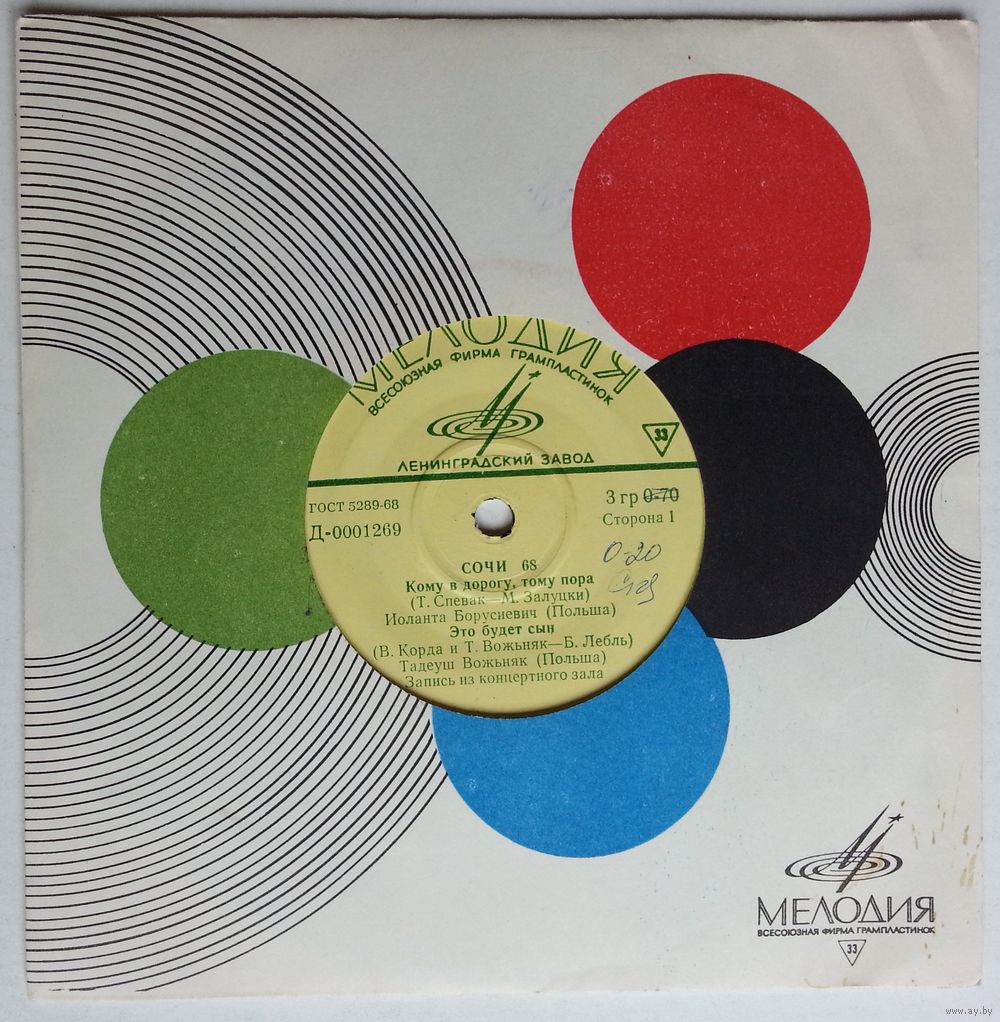 МЕЛОДИЯ
ВСЕСОЮЗНАЯ ФИРМА ГРАМПЛАСТИНОК
33
ЛЕНИНГРАДСКИЙ ЗАВОД
ГОСТ 5289-68
3 гр 0-70
Д-0001269
Сторона 1
0-20
СОЧИ 68
Кому в дорогу, тому пора
(Т. Спевак—М. Залуцки)
Иоланта Борусиевич (Польша)
Это будет сын
(В. Корда и Т. Вожьняк—Б. Лебль)
Тадеуш Вожьняк (Польша)
Запись из концертного зала
МЕЛОДИЯ
ВСЕСОЮЗНАЯ ФИРМА ГРАМПЛАСТИНОК
33
www.ay.by